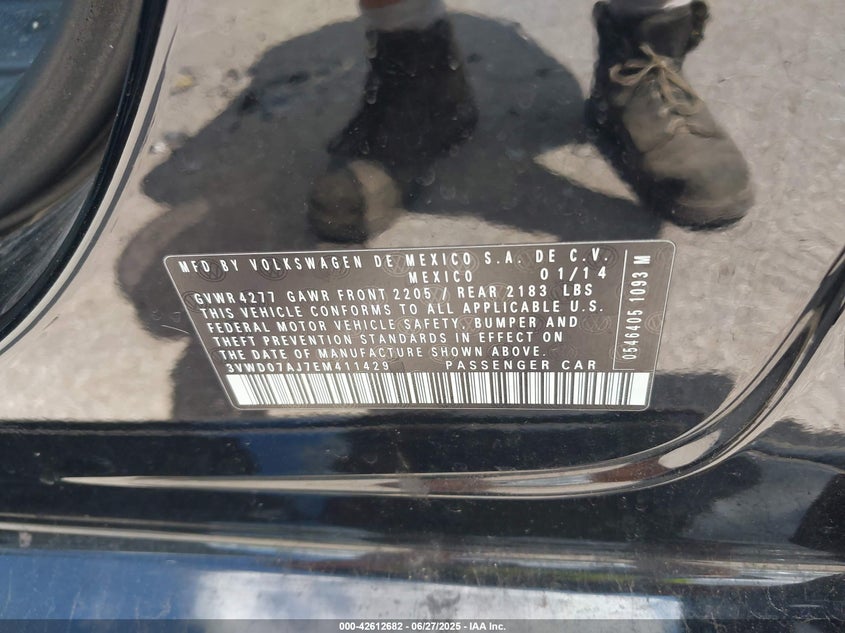 MFD BY VOLKSWAGEN DE MEXICO S.A. DE C.V.
MEXICO 01/14
GVWR 4277 GAWR FRONT 2205 / REAR 2183 LBS
THIS VEHICLE CONFORMS TO ALL APPLICABLE U.S.
FEDERAL MOTOR VEHICLE SAFETY, BUMPER AND
THEFT PREVENTION STANDARDS IN EFFECT ON
THE DATE OF MANUFACTURE SHOWN ABOVE.
3VWD07AJ7EM411429 PASSENGER CAR
0546405 1093 M
000-42612682 - 06/27/2025 - IAA Inc.